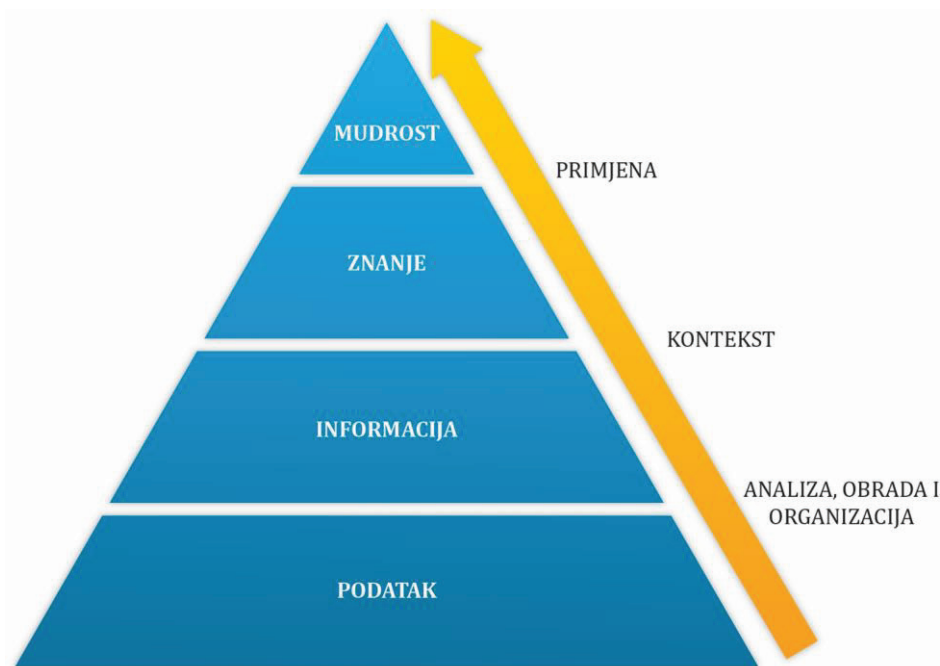 MUDROST
PRIMJENA
ZNANJE
KONTEKST
INFORMACIJA
ANALIZA, OBRADA I
ORGANIZACIJA
PODATAK